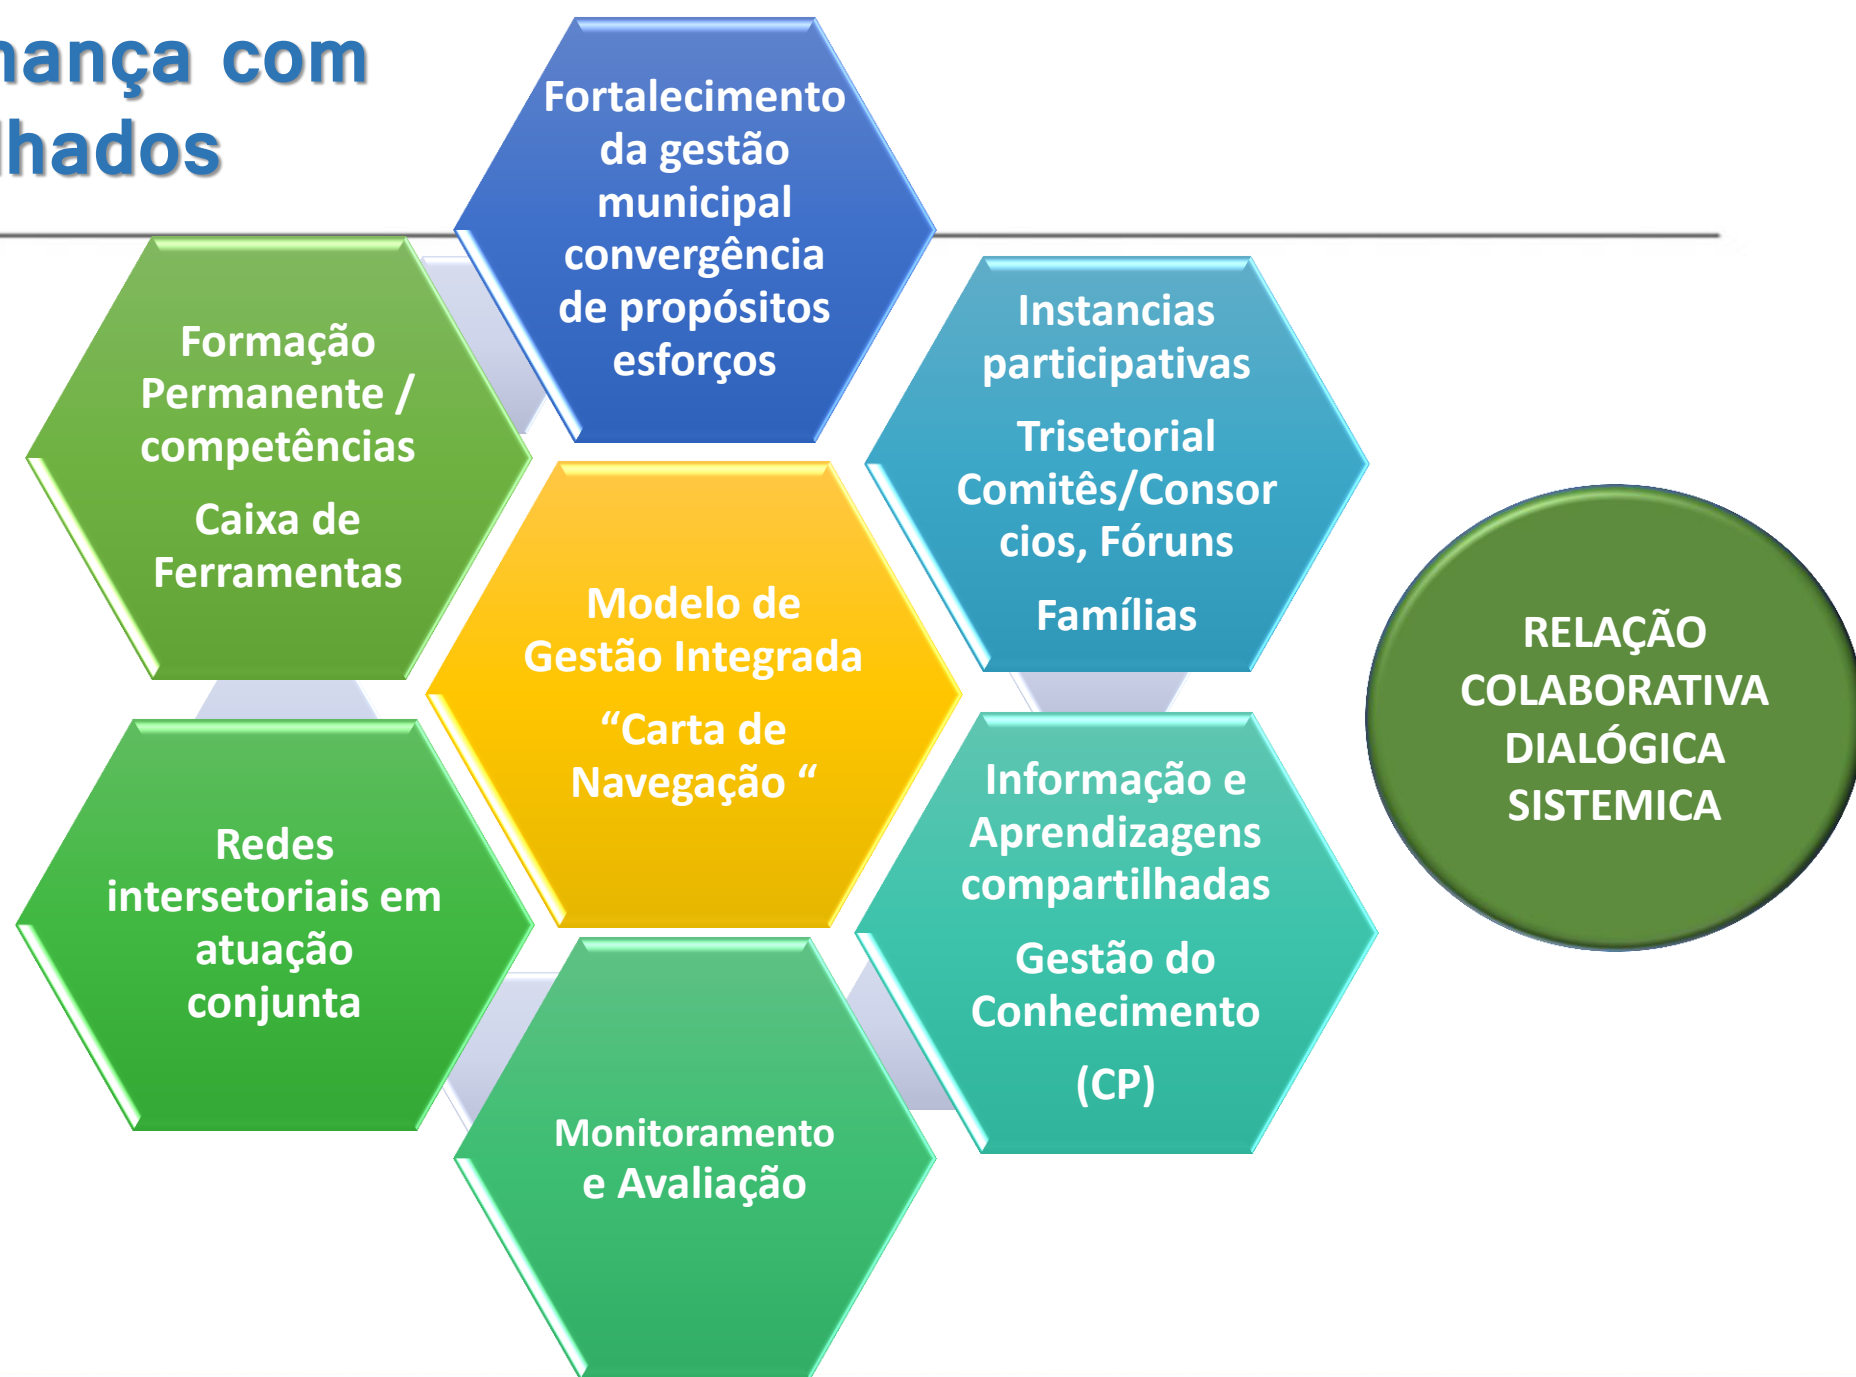 nança com
lhados
Fortalecimento
da gestão
municipal
convergência
de propósitos
esforços
Formação
Permanente /
competências
Caixa de
Ferramentas
Instancias
participativas
Trisetorial
Comitês/Consor
cios, Fóruns
Famílias
Modelo de
Gestão Integrada
“Carta de
Navegação “
RELAÇÃO
COLABORATIVA
DIALÓGICA
SISTEMICA
Redes
intersetoriais em
atuação
conjunta
Informação e
Aprendizagens
compartilhadas
Gestão do
Conhecimento
(CP)
Monitoramento
e Avaliação